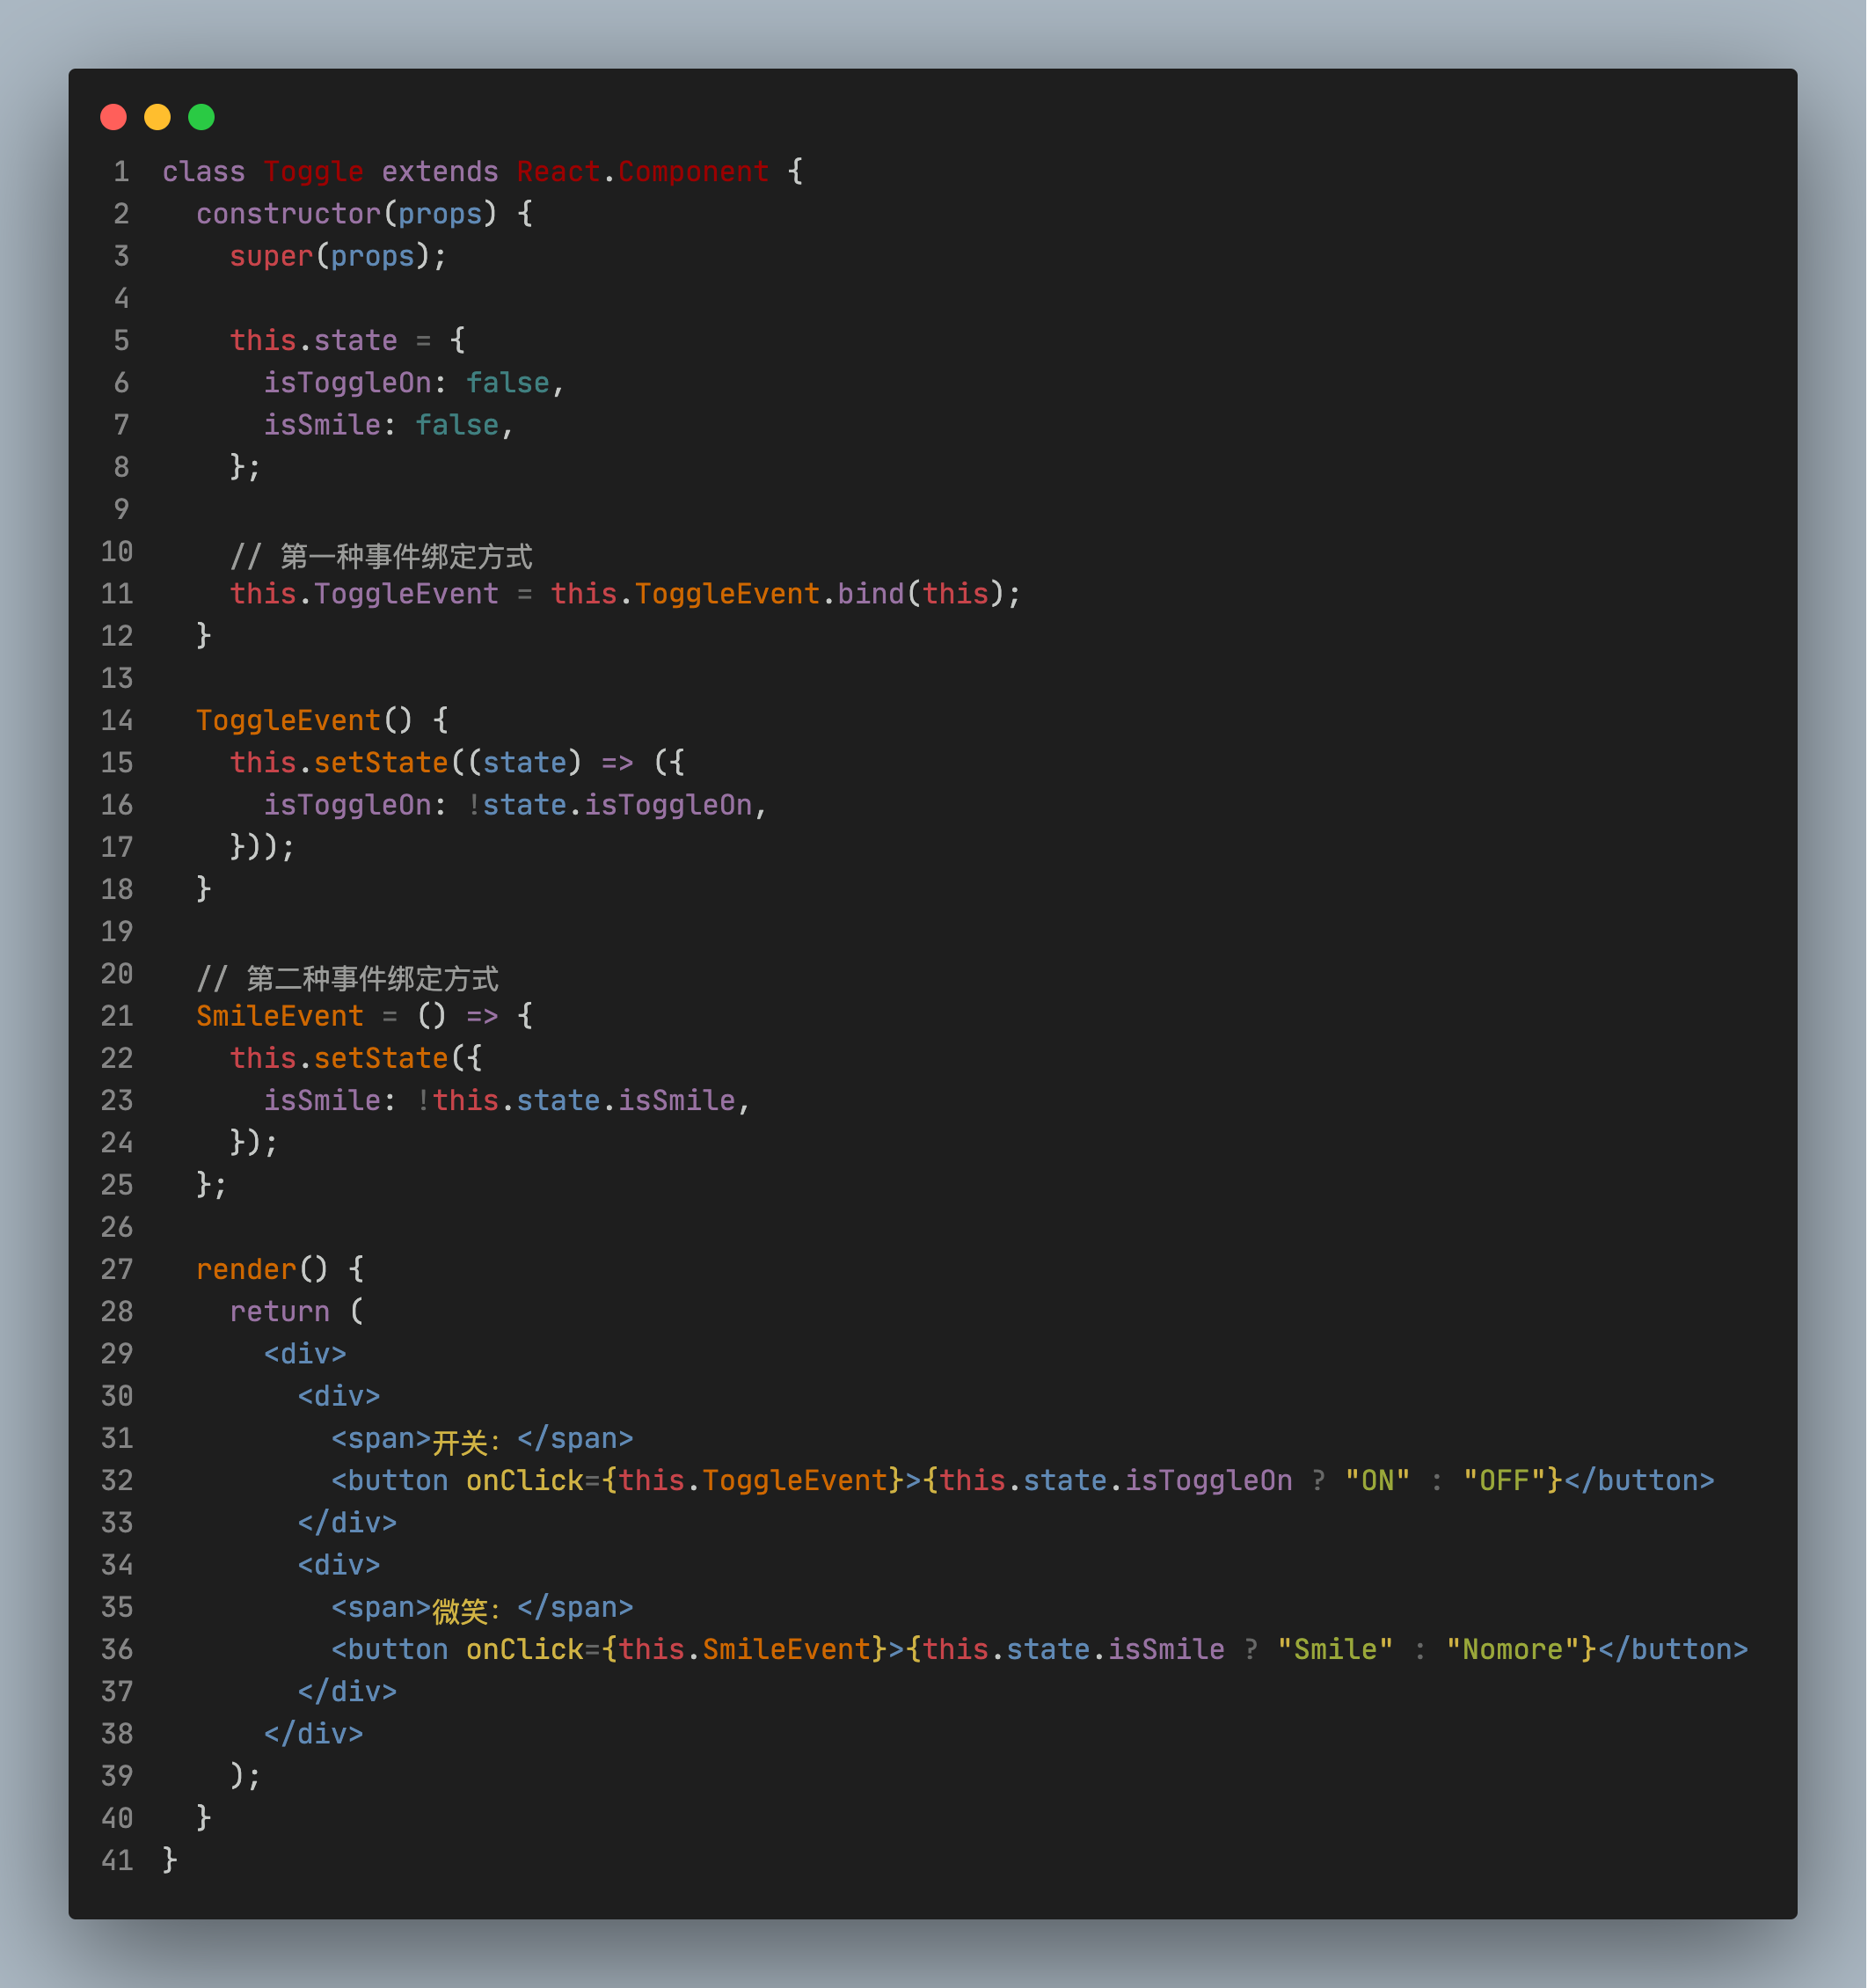 1 class Toggle extends React.Component {
2   constructor(props) {
3     super(props);
4
5     this.state = {
6       isToggleOn: false,
7       isSmile: false,
8     };
9
10     // 第一种事件绑定方式
11     this.ToggleEvent = this.ToggleEvent.bind(this);
12   }
13
14   ToggleEvent() {
15     this.setState((state) => ({
16       isToggleOn: !state.isToggleOn,
17     }));
18   }
19
20   // 第二种事件绑定方式
21   SmileEvent = () => {
22     this.setState({
23       isSmile: !this.state.isSmile,
24     });
25   };
26
27   render() {
28     return (
29       <div>
30         <div>
31           <span>开关：</span>
32           <button onClick={this.ToggleEvent}>{this.state.isToggleOn ? "ON" : "OFF"}</button>
33         </div>
34         <div>
35           <span>微笑：</span>
36           <button onClick={this.SmileEvent}>{this.state.isSmile ? "Smile" : "Nomore"}</button>
37         </div>
38       </div>
39     );
40   }
41 }